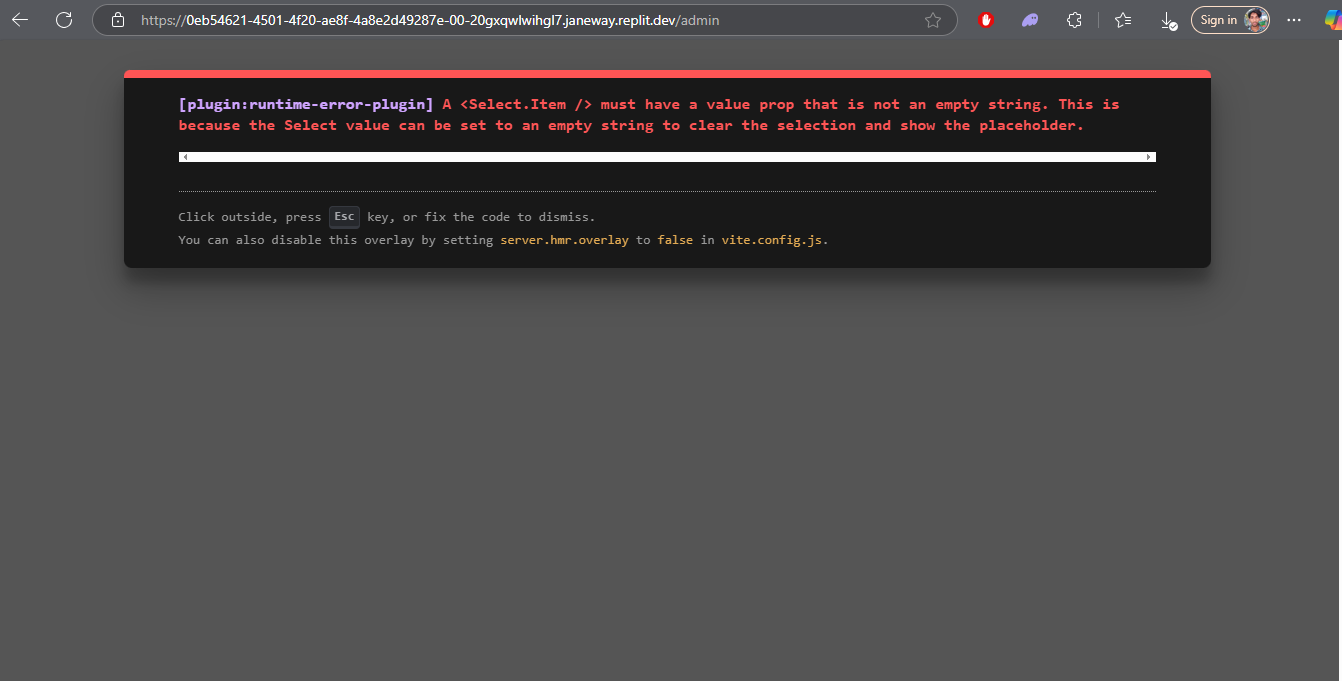 https://0eb54621-4501-4f20-ae8f-4a8e2d49287e-00-20gxqwlwihgl7.janeway.replit.dev/admin
Sign in
[plugin:runtime-error-plugin] A <Select.Item /> must have a value prop that is not an empty string. This is
because the Select value can be set to an empty string to clear the selection and show the placeholder.
Click outside, press Esc key, or fix the code to dismiss.
You can also disable this overlay by setting server.hmr.overlay to false in vite.config.js.